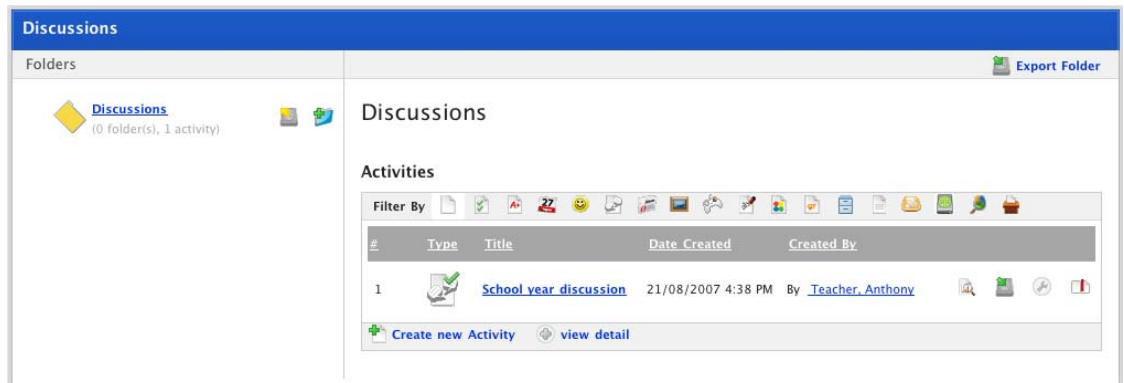 Discussions
Folders
Export Folder
Discussions
(0 folder(s), 1 activity)
Discussions
Activities
Filter By
A+
27
# Type Title Date Created Created By
1 School year discussion 21/08/2007 4:38 PM By Teacher, Anthony
Create new Activity view detail